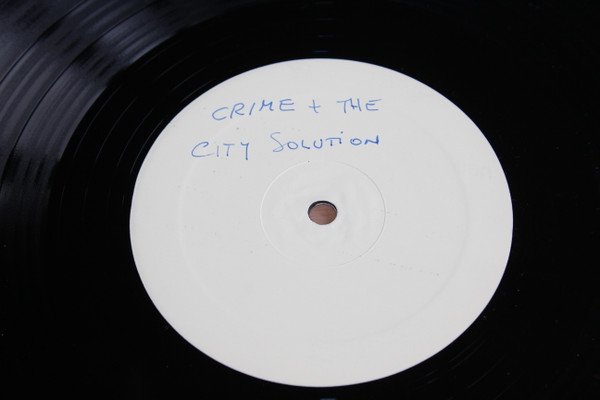 CRIME + THE
CITY SOLUTION